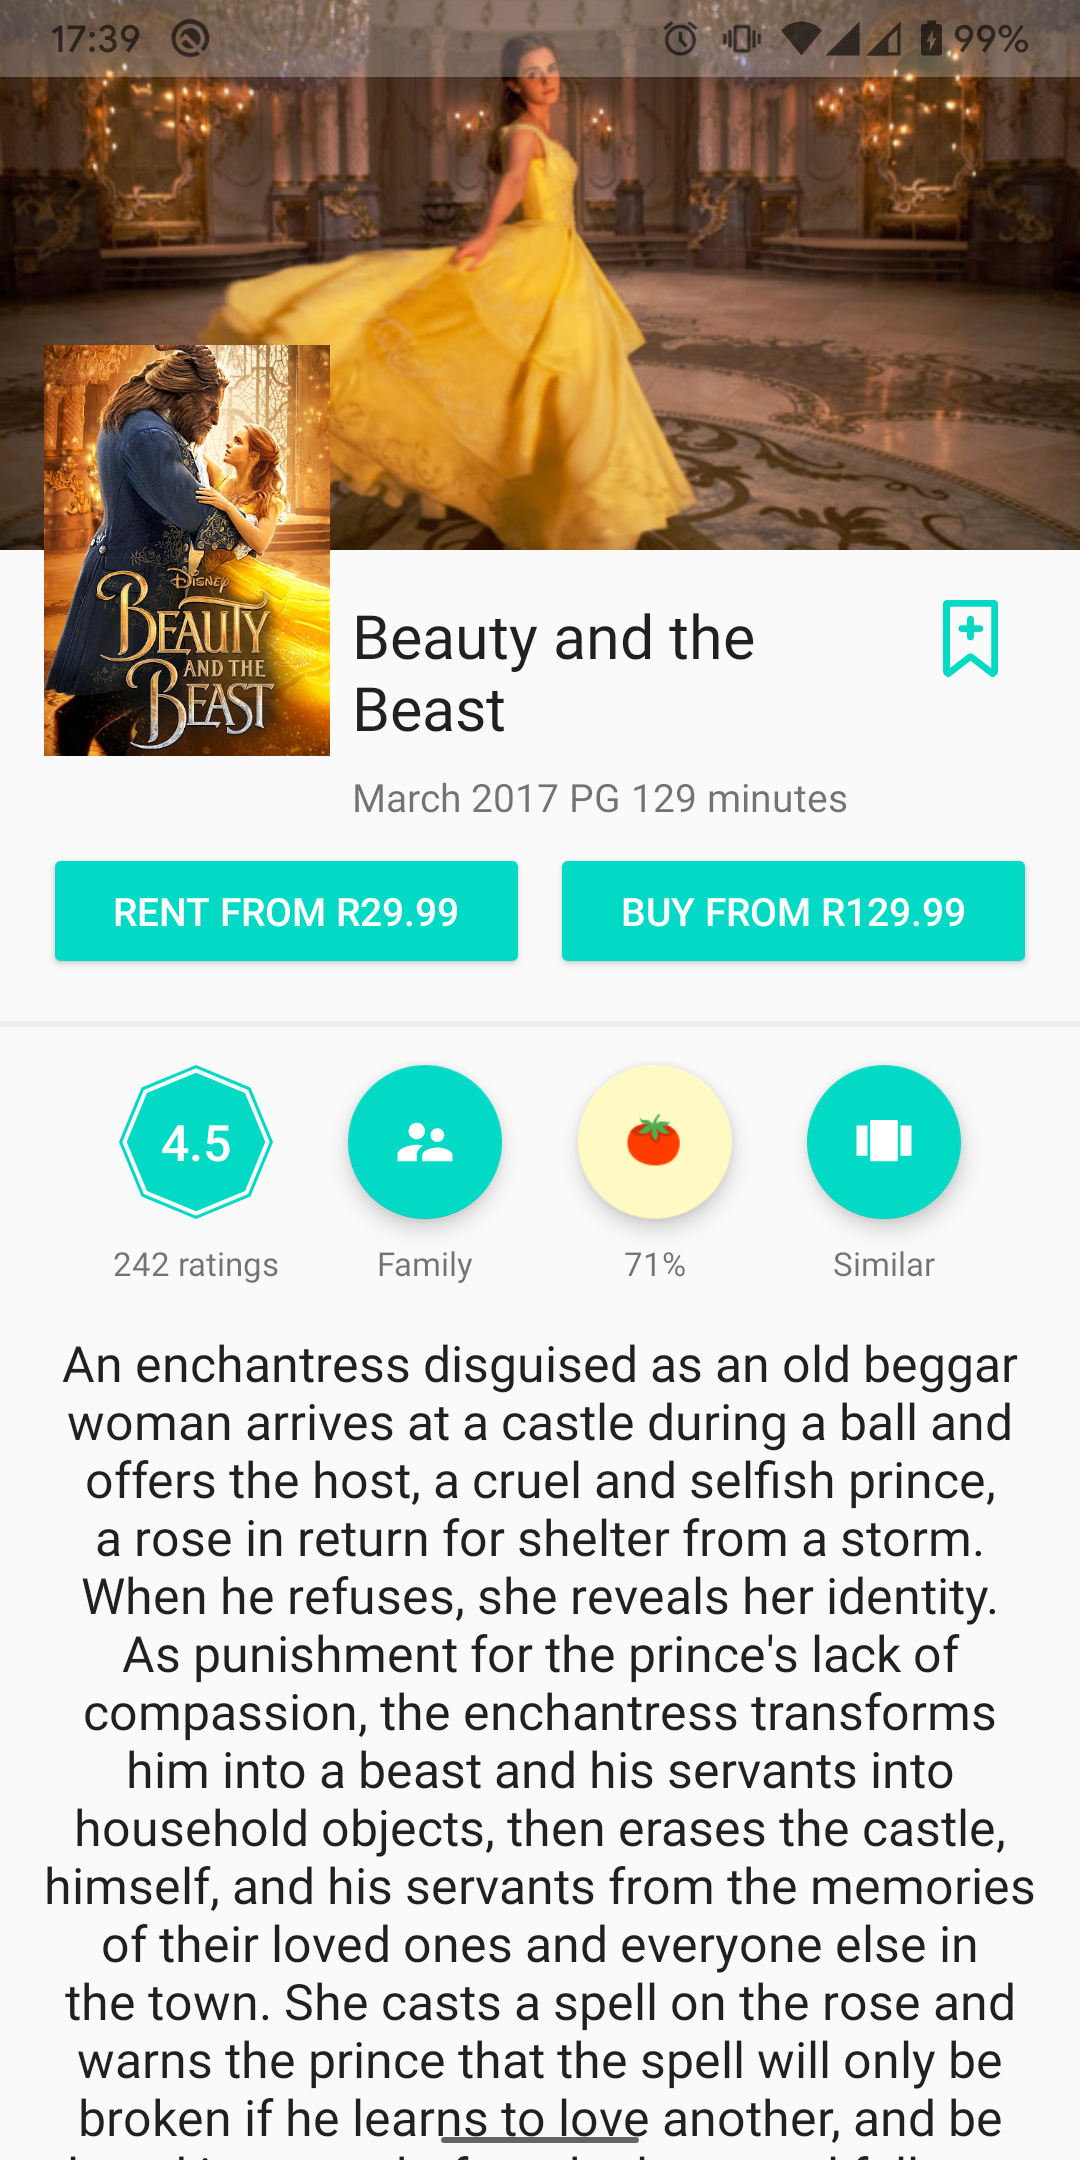 17:39
99%
DISNEY
BEAUTY
AND THE
BEAST
Beauty and the
Beast
March 2017 PG 129 minutes
RENT FROM R29.99
BUY FROM R129.99
4.5
242 ratings
Family
71%
Similar
An enchantress disguised as an old beggar
woman arrives at a castle during a ball and
offers the host, a cruel and selfish prince,
a rose in return for shelter from a storm.
When he refuses, she reveals her identity.
As punishment for the prince's lack of
compassion, the enchantress transforms
him into a beast and his servants into
household objects, then erases the castle,
himself, and his servants from the memories
of their loved ones and everyone else in
the town. She casts a spell on the rose and
warns the prince that the spell will only be
broken if he learns to love another, and be